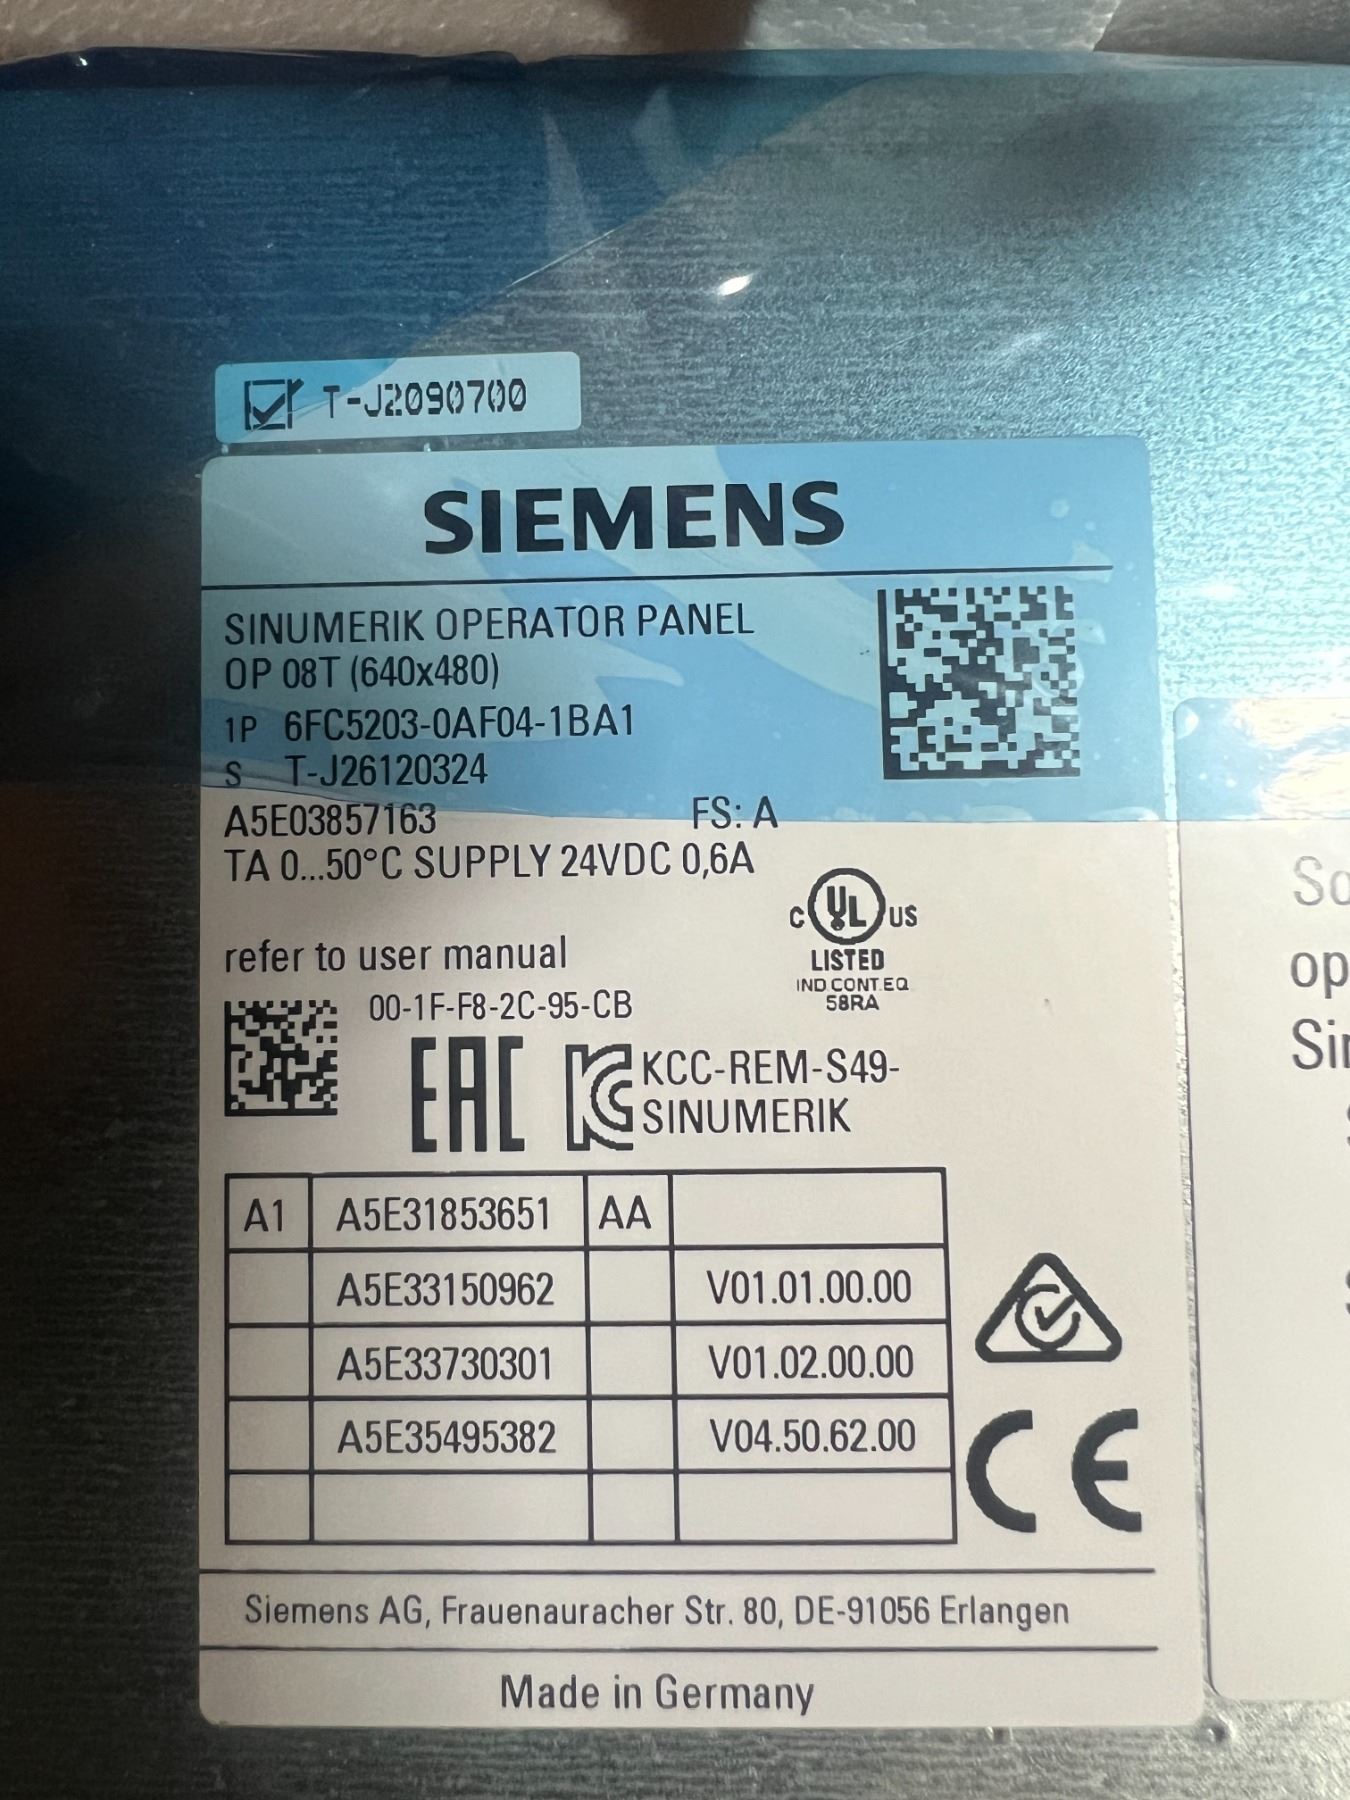 T-J2090700
SIEMENS
SINUMERIK OPERATOR PANEL
OP 08T (640x480)
1P 6FC5203-0AF04-1BA1
S T-J26120324
A5E03857163 FS: A
TA 0...50°C SUPPLY 24VDC 0,6A
C UL US
LISTED
IND.CONT.EQ
58RA
refer to user manual
00-1F-F8-2C-95-CB
EAC KCC-REM-S49-
SINUMERIK
A1 A5E31853651 AA
A5E33150962 V01.01.00.00
A5E33730301 V01.02.00.00
A5E35495382 V04.50.62.00
CE
Siemens AG, Frauenauracher Str. 80, DE-91056 Erlangen
Made in Germany